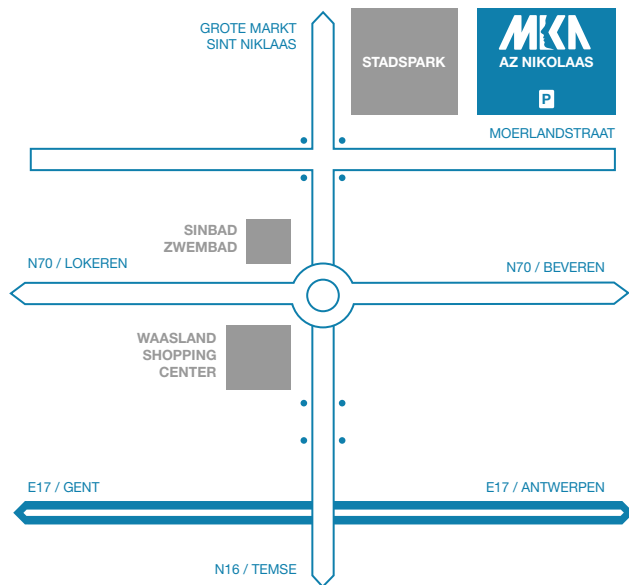 GROTE MARKT
SINT NIKLAAS
STADSPARK
MKA
AZ NIKOLAAS
P
MOERLANDSTRAAT
SINBAD
ZWEMBAD
N70 / LOKEREN
N70 / BEVEREN
WAASLAND
SHOPPING
CENTER
E17 / GENT
E17 / ANTWERPEN
N16 / TEMSE